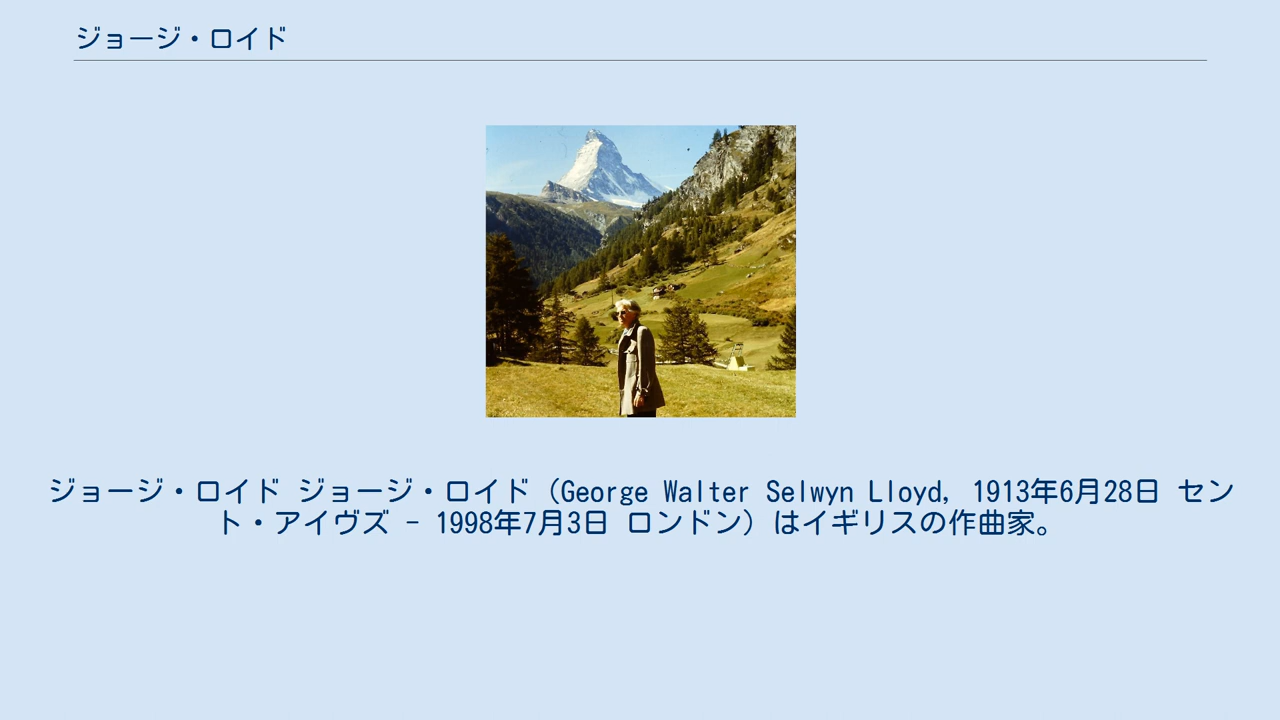 ジョージ・ロイド
ジョージ・ロイド ジョージ・ロイド（George Walter Selwyn Lloyd, 1913年6月28日 セン
ト・アイヴズ - 1998年7月3日 ロンドン）はイギリスの作曲家。